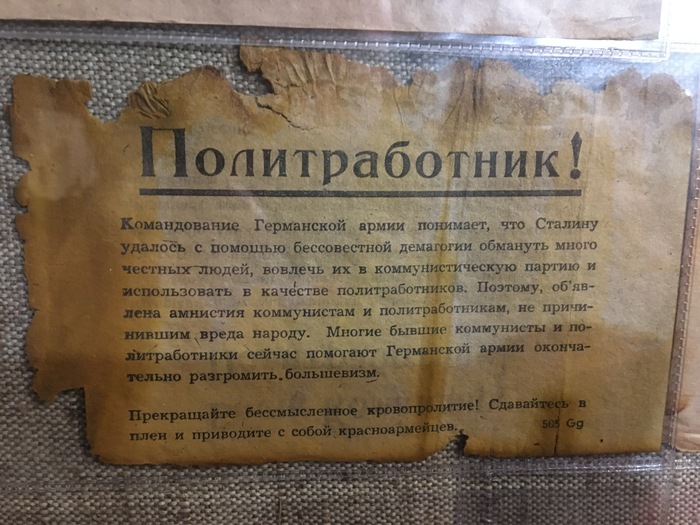 Политработник!
Командование Германской армии понимает, что Сталину
удалось с помощью бессовестной демагогии обмануть много
честных людей, вовлечь их в коммунистическую партию и
использовать в качестве политработников. Поэтому, об'яв-
лена амнистия коммунистам и политработникам, не причи-
нившим вреда народу. Многие бывшие коммунисты и по-
литработники сейчас помогают Германской армии оконча-
тельно разгромить большевизм.
Прекращайте бессмысленное кровопролитие! Сдавайтесь в
плен и приводите с собой красноармейцев.
505 Gg